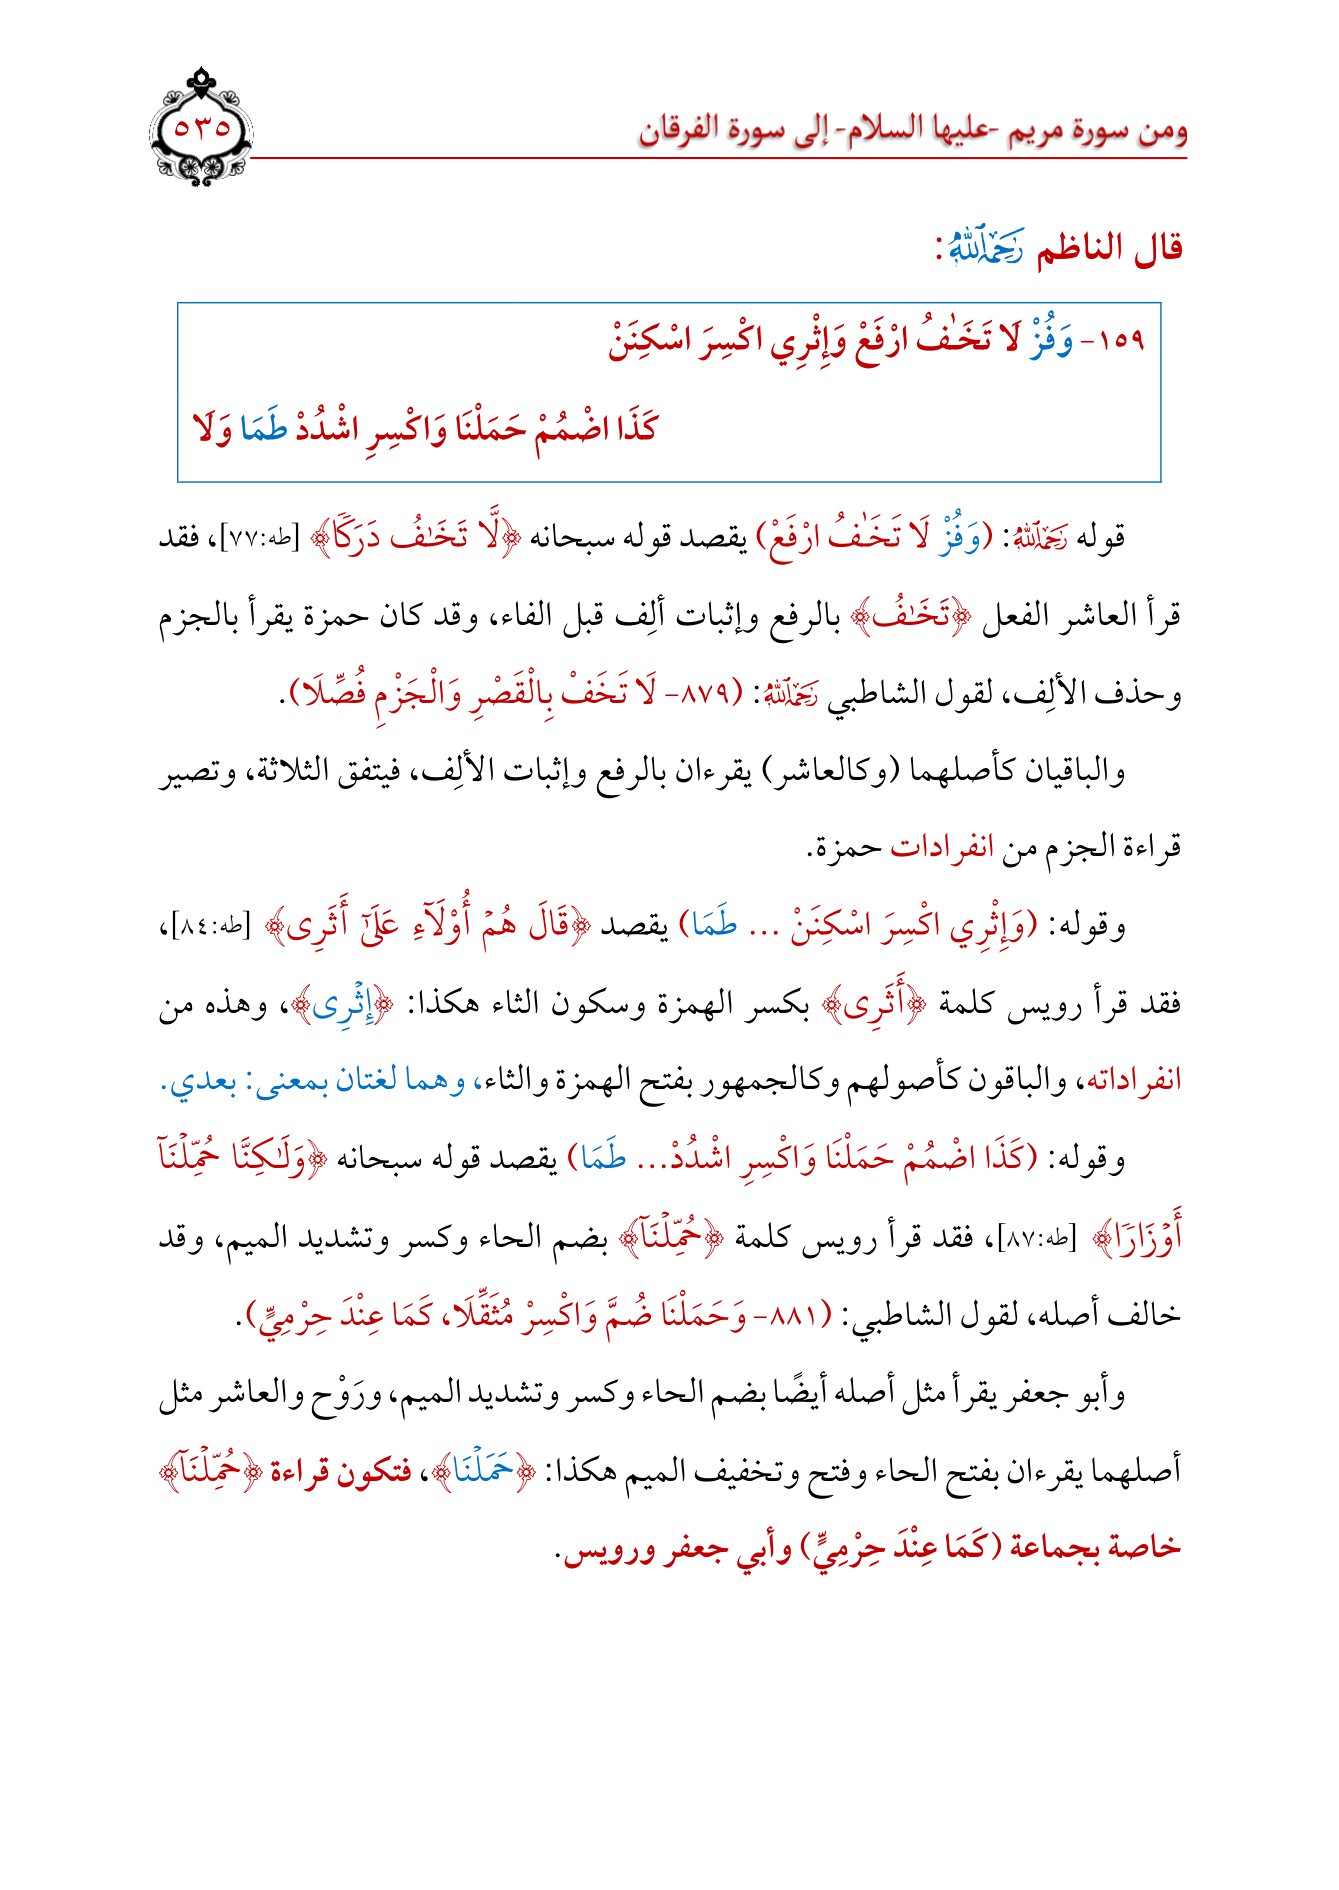 ومن سورة مريم -عليها السلام- إلى سورة الفرقان
٥٣٥
قال الناظم رَحِمَهُ ٱللَّهُ:
١٥٩- وَفُزْ لَا تَخَـٰفُ ارْفَعْ وَإِثْرِي اكْسِرَ اسْكِنَنْ
كَذَا اضْمُمْ حَمَلْنَا وَاكْسِرِ اشْدُدْ طَمَا وَلَا
قوله رَحِمَهُ ٱللَّهُ: (وَفُزْ لَا تَخَـٰفُ ارْفَعْ) يقصد قوله سبحانه ﴿لَّا تَخَـٰفُ دَرَكًا﴾ [طه:٧٧]، فقد
قرأ العاشر الفعل ﴿تَخَـٰفُ﴾ بالرفع وإثبات ألِف قبل الفاء، وقد كان حمزة يقرأ بالجزم
وحذف الألِف، لقول الشاطبي رَحِمَهُ ٱللَّهُ: (٨٧٩- لَا تَخَفْ بِالْقَصْرِ وَالْجَزْمِ فُصِّلَا).
والباقيان كأصلهما (وكالعاشر) يقرءان بالرفع وإثبات الألِف، فيتفق الثلاثة، وتصير
قراءة الجزم من انفرادات حمزة.
وقوله: (وَإِثْرِي اكْسِرَ اسْكِنَنْ ... طَمَا) يقصد ﴿قَالَ هُمۡ أُوْلَآءِ عَلَىٰٓ أَثَرِى﴾ [طه:٨٤]،
فقد قرأ رويس كلمة ﴿أَثَرِى﴾ بكسر الهمزة وسكون الثاء هكذا: ﴿إِثۡرِى﴾، وهذه من
انفراداته، والباقون كأصولهم وكالجمهور بفتح الهمزة والثاء، وهما لغتان بمعنى: بعدي.
وقوله: (كَذَا اضْمُمْ حَمَلْنَا وَاكْسِرِ اشْدُدْ... طَمَا) يقصد قوله سبحانه ﴿وَلَـٰكِنَّا حُمِّلۡنَآ
أَوۡزَارًا﴾ [طه:٨٧]، فقد قرأ رويس كلمة ﴿حُمِّلۡنَآ﴾ بضم الحاء وكسر وتشديد الميم، وقد
خالف أصله، لقول الشاطبي: (٨٨١- وَحَمَلْنَا ضُمَّ وَاكْسِرْ مُثَقِّلَا، كَمَا عِنْدَ حِرْمِيٍّ).
وأبو جعفر يقرأ مثل أصله أيضًا بضم الحاء وكسر وتشديد الميم، ورَوْح والعاشر مثل
أصلهما يقرءان بفتح الحاء وفتح وتخفيف الميم هكذا: ﴿حَمَلۡنَا﴾، فتكون قراءة ﴿حُمِّلۡنَآ﴾
خاصة بجماعة (كَمَا عِنْدَ حِرْمِيٍّ) وأبي جعفر ورويس.